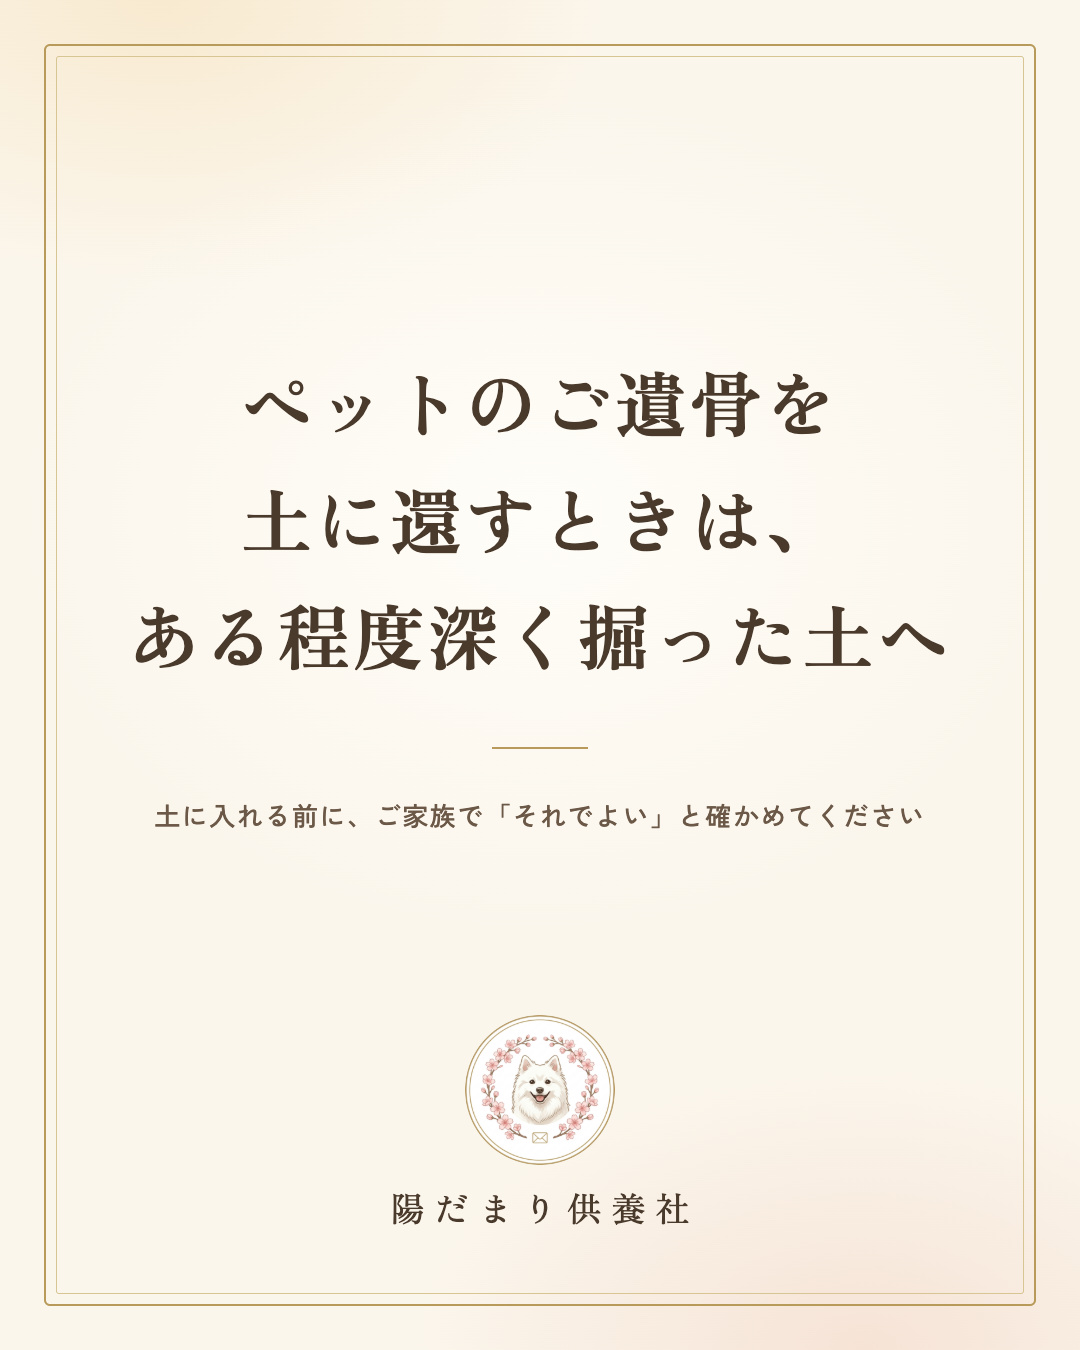 ペットのご遺骨を
土に還すときは、
ある程度深く掘った土へ
土に入れる前に、ご家族で「それでよい」と確かめてください
陽だまり供養社